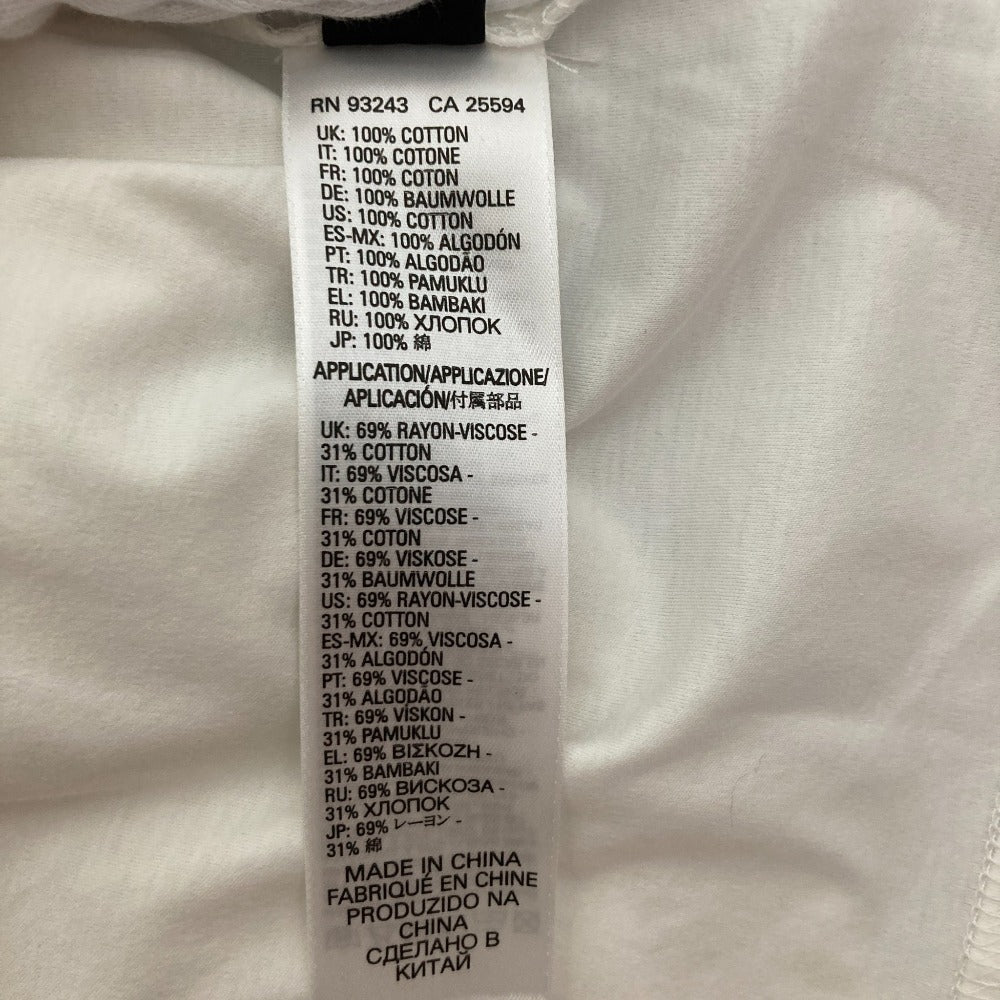 RN 93243 CA 25594
UK: 100% COTTON
IT: 100% COTONE
FR: 100% COTON
DE: 100% BAUMWOLLE
US: 100% COTTON
ES-MX: 100% ALGODÓN
PT: 100% ALGODÃO
TR: 100% PAMUKLU
EL: 100% BAMBAKI
RU: 100% ХЛОПОК
JP: 100% 綿
APPLICATION/APPLICAZIONE/
APLICACIÓN/付属部品
UK: 69% RAYON-VISCOSE -
31% COTTON
IT: 69% VISCOSA -
31% COTONE
FR: 69% VISCOSE -
31% COTON
DE: 69% VISKOSE -
31% BAUMWOLLE
US: 69% RAYON-VISCOSE -
31% COTTON
ES-MX: 69% VISCOSA -
31% ALGODÓN
PT: 69% VISCOSE -
31% ALGODÃO
TR: 69% VİSKON -
31% PAMUKLU
EL: 69% ΒΙΣΚΟΖΗ -
31% BAMBAKI
RU: 69% ВИСКОЗА -
31% ХЛОПОК
JP: 69% レーヨン -
31% 綿
MADE IN CHINA
FABRIQUÉ EN CHINE
PRODUZIDO NA
CHINA
СДЕЛАНО В
КИТАЙ